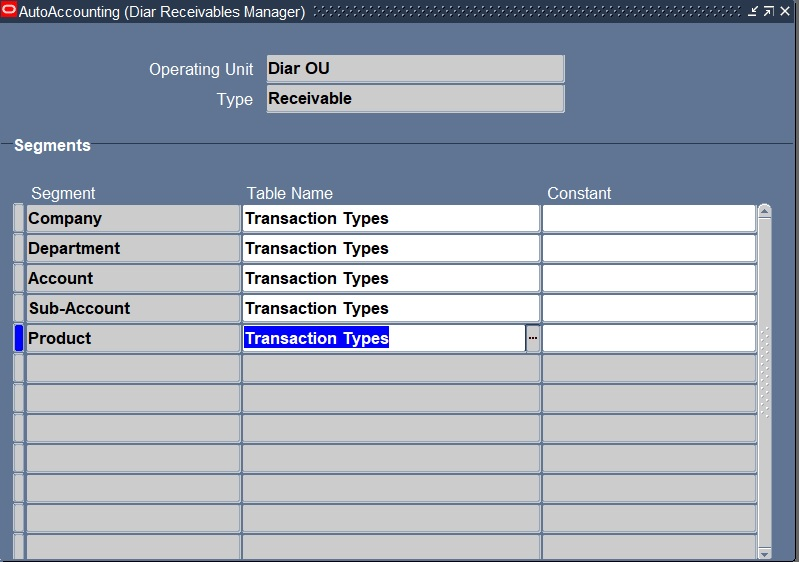 AutoAccounting (Diar Receivables Manager)
Operating Unit Diar OU
Type Receivable
Segments
Segment Table Name Constant
Company Transaction Types
Department Transaction Types
Account Transaction Types
Sub-Account Transaction Types
Product Transaction Types ...